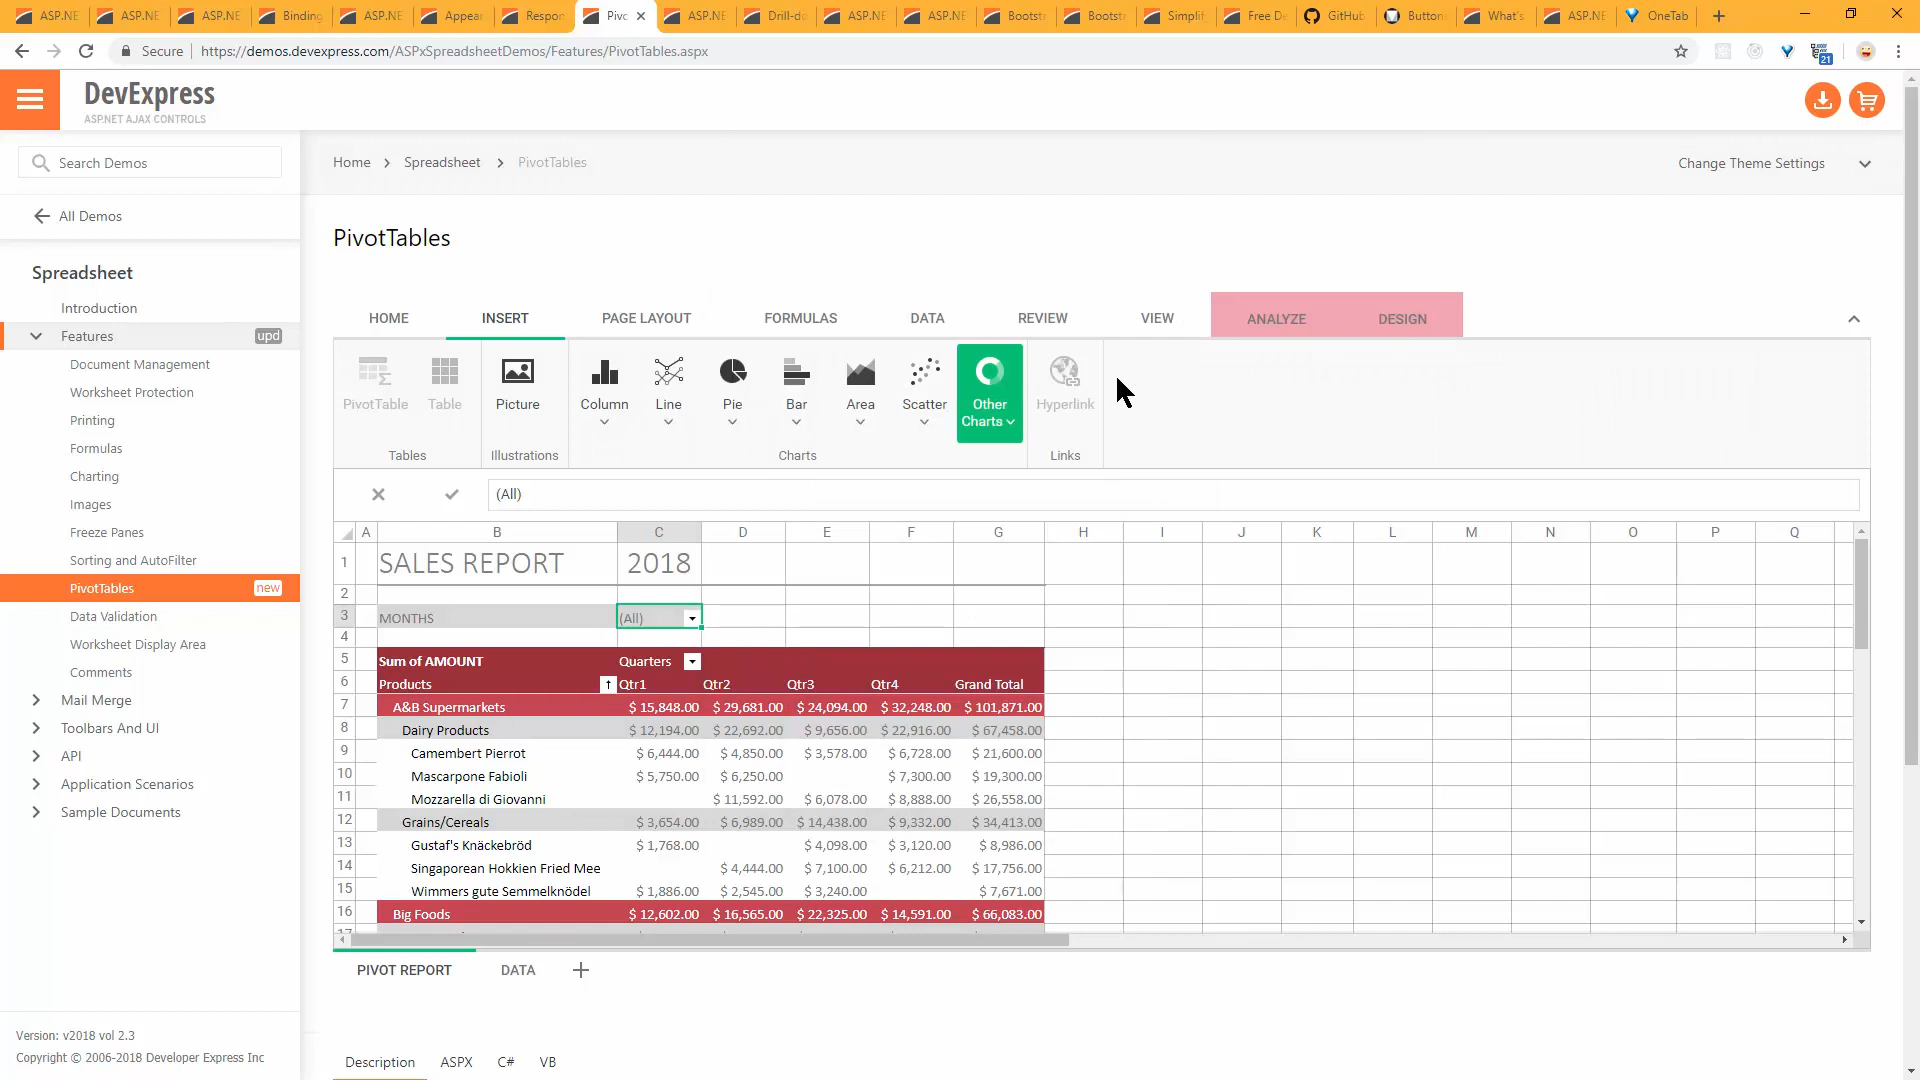 ASP.NE ASP.NE ASP.NE Binding ASP.NE Appear Respon Pivo ASP.NE Drill-do ASP.NE ASP.NE Bootstr Bootstr Simplif Free De GitHub Button What's ASP.NE OneTab
Secure https://demos.devexpress.com/ASPxSpreadsheetDemos/Features/PivotTables.aspx
21
DevExpress
ASP.NET AJAX CONTROLS
Search Demos
Home Spreadsheet PivotTables
Change Theme Settings
All Demos
PivotTables
Spreadsheet
Introduction
Features upd
Document Management
Worksheet Protection
Printing
Formulas
Charting
Images
Freeze Panes
Sorting and AutoFilter
PivotTables new
Data Validation
Worksheet Display Area
Comments
Mail Merge
Toolbars And UI
API
Application Scenarios
Sample Documents
Version: v2018 vol 2.3
Copyright © 2006-2018 Developer Express Inc
HOME INSERT PAGE LAYOUT FORMULAS DATA REVIEW VIEW ANALYZE DESIGN
PivotTable Table Picture Column Line Pie Bar Area Scatter Other Charts Hyperlink
Tables Illustrations Charts Links
(All)
A B C D E F G H I J K L M N O P Q
1 SALES REPORT 2018
2
3 MONTHS (All)
4
5 Sum of AMOUNT Quarters
6 Products Qtr1 Qtr2 Qtr3 Qtr4 Grand Total
7 A&B Supermarkets $ 15,848.00 $ 29,681.00 $ 24,094.00 $ 32,248.00 $ 101,871.00
8 Dairy Products $ 12,194.00 $ 22,692.00 $ 9,656.00 $ 22,916.00 $ 67,458.00
9 Camembert Pierrot $ 6,444.00 $ 4,850.00 $ 3,578.00 $ 6,728.00 $ 21,600.00
10 Mascarpone Fabioli $ 5,750.00 $ 6,250.00 $ 7,300.00 $ 19,300.00
11 Mozzarella di Giovanni $ 11,592.00 $ 6,078.00 $ 8,888.00 $ 26,558.00
12 Grains/Cereals $ 3,654.00 $ 6,989.00 $ 14,438.00 $ 9,332.00 $ 34,413.00
13 Gustaf's Knäckebröd $ 1,768.00 $ 4,098.00 $ 3,120.00 $ 8,986.00
14 Singaporean Hokkien Fried Mee $ 4,444.00 $ 7,100.00 $ 6,212.00 $ 17,756.00
15 Wimmers gute Semmelknödel $ 1,886.00 $ 2,545.00 $ 3,240.00 $ 7,671.00
16 Big Foods $ 12,602.00 $ 16,565.00 $ 22,325.00 $ 14,591.00 $ 66,083.00
17
PIVOT REPORT DATA
Description ASPX C# VB